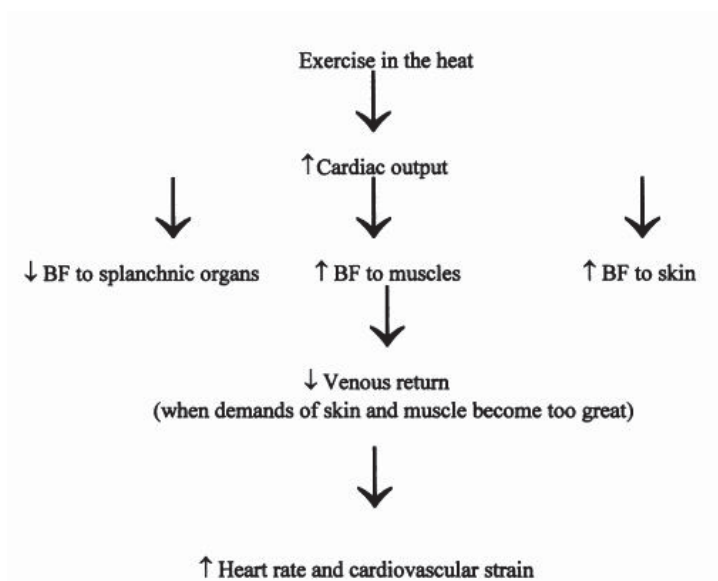 Exercise in the heat
↑Cardiac output
↓ BF to splanchnic organs ↑ BF to muscles ↑ BF to skin
↓ Venous return
(when demands of skin and muscle become too great)
↑ Heart rate and cardiovascular strain